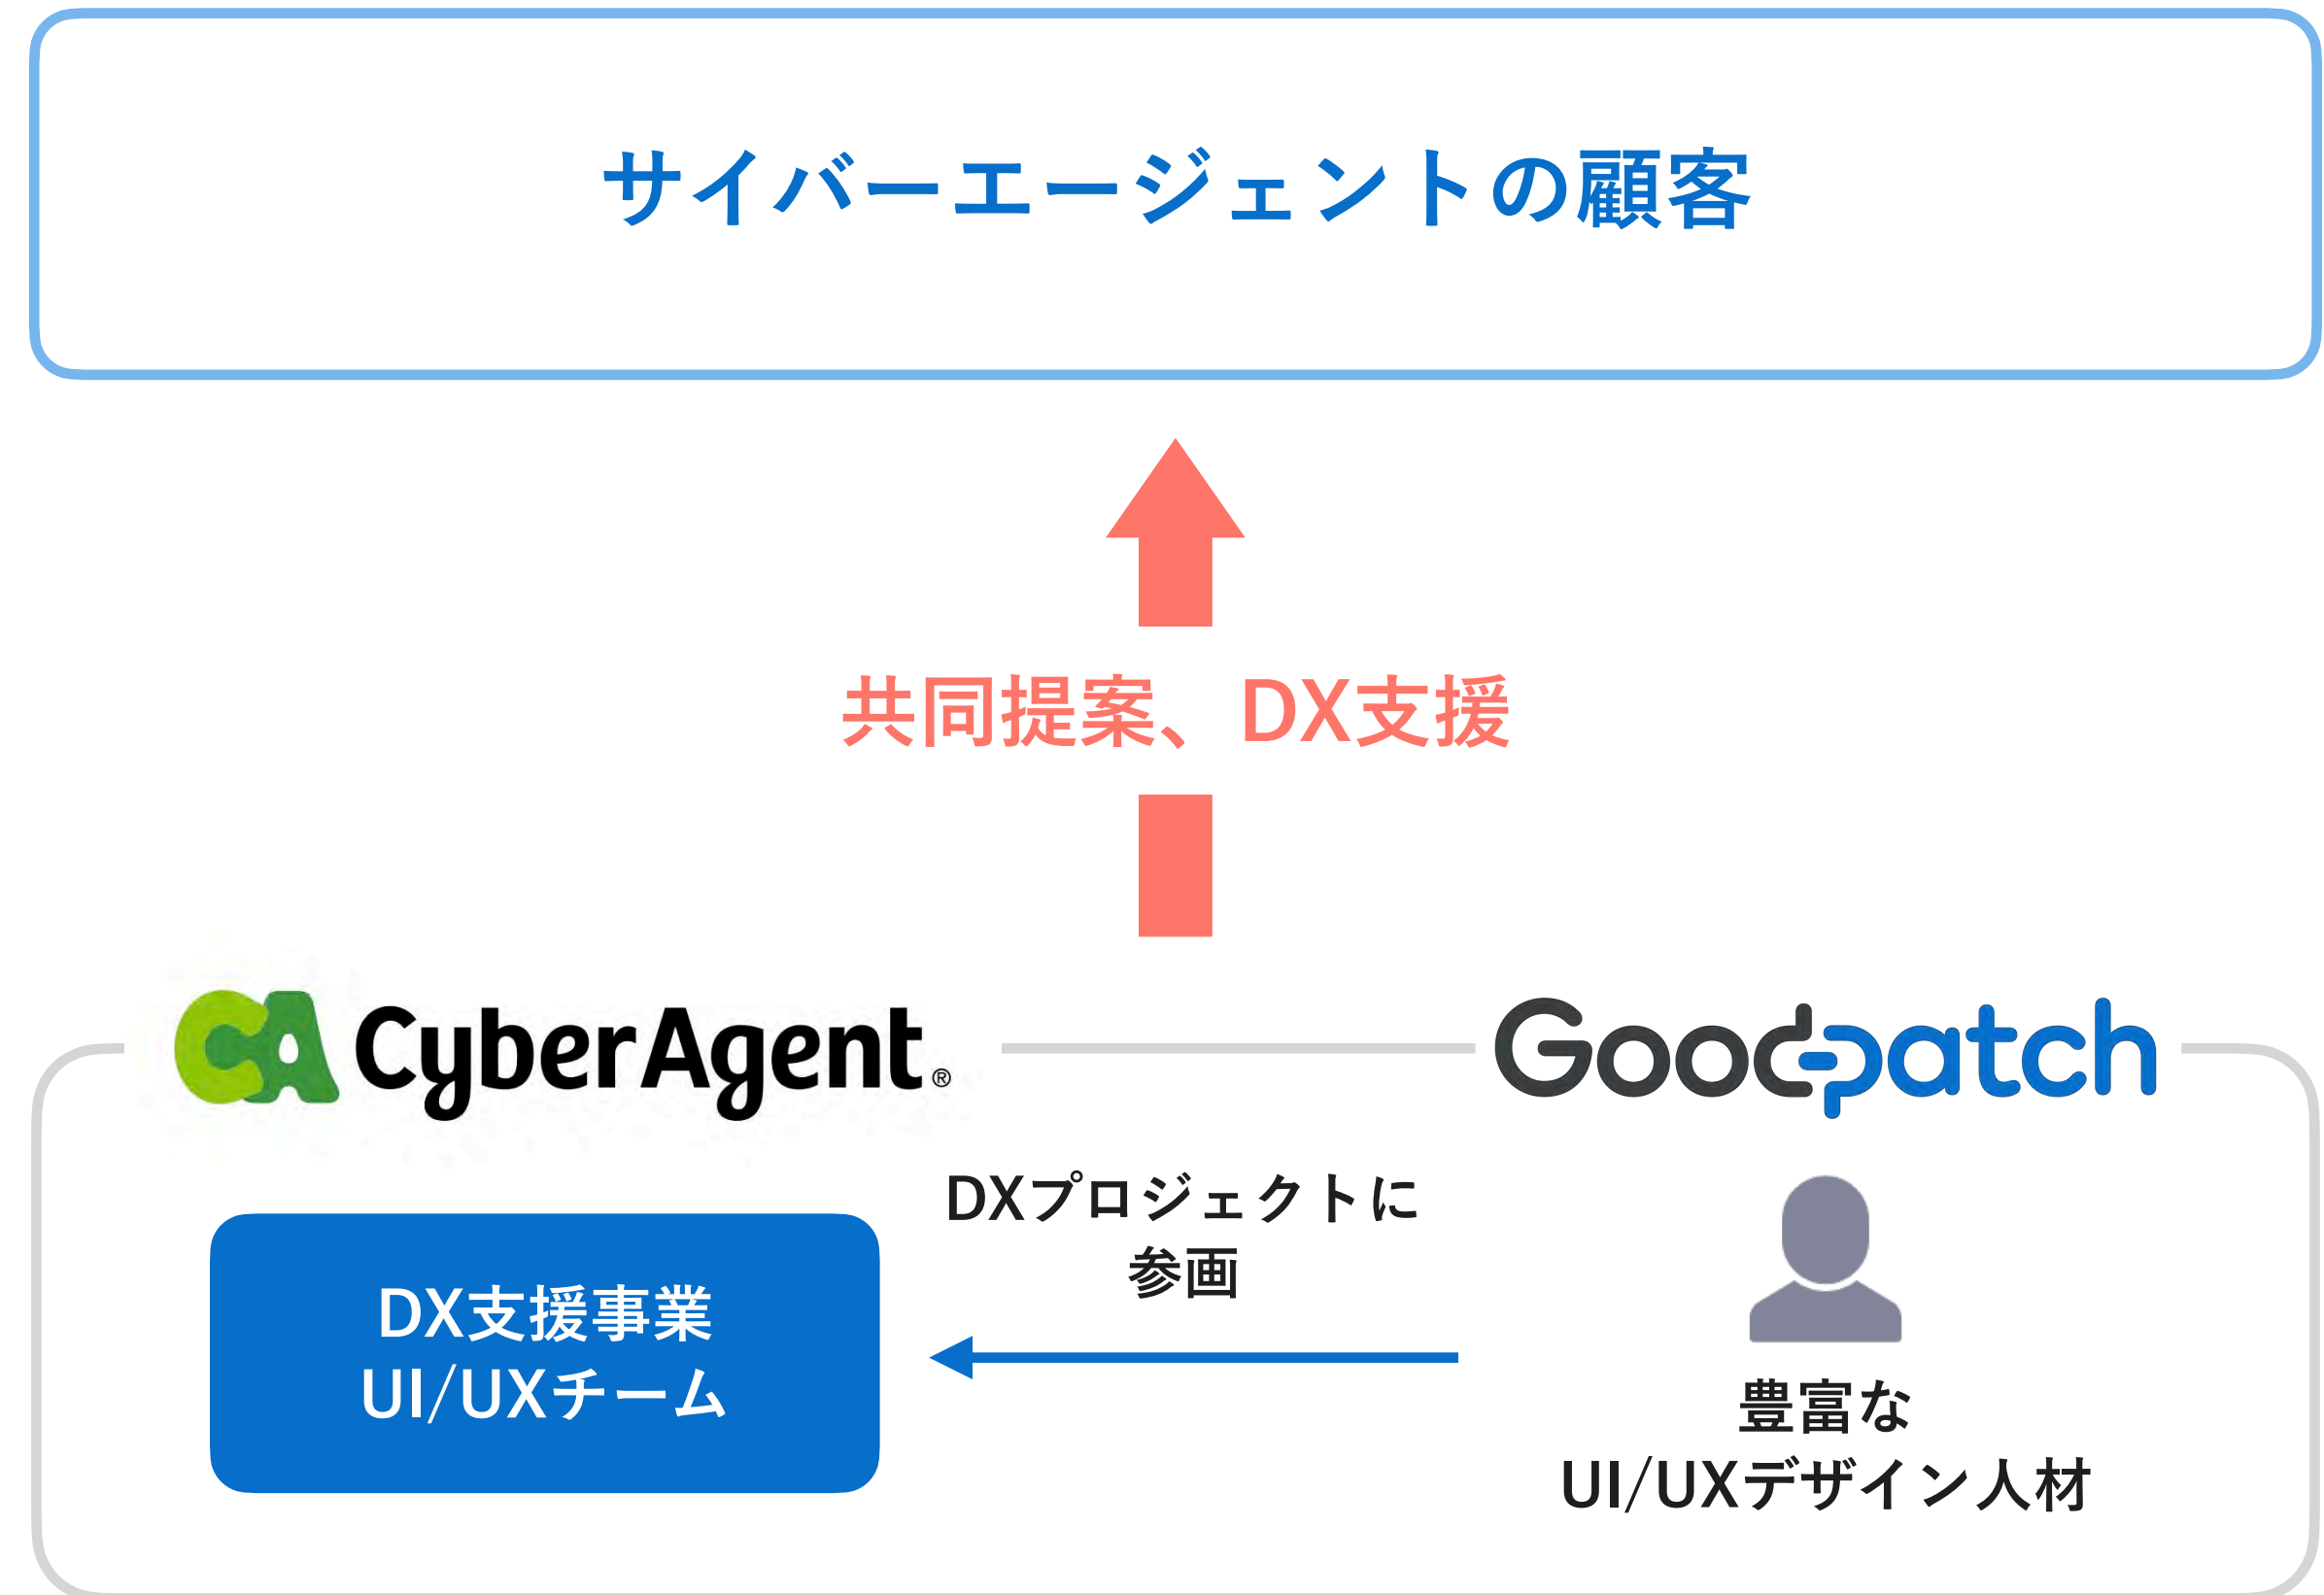 サイバーエージェントの顧客
共同提案、DX支援
CA CyberAgent®
Goodpatch
DXプロジェクトに
参画
DX支援事業
UI/UXチーム
豊富な
UI/UXデザイン人材